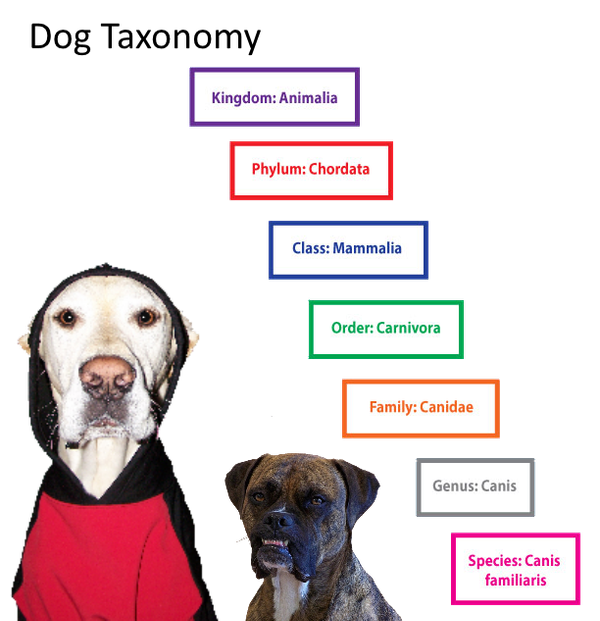 Dog Taxonomy
Kingdom: Animalia
Phylum: Chordata
Class: Mammalia
Order: Carnivora
Family: Canidae
Genus: Canis
Species: Canis
familiaris